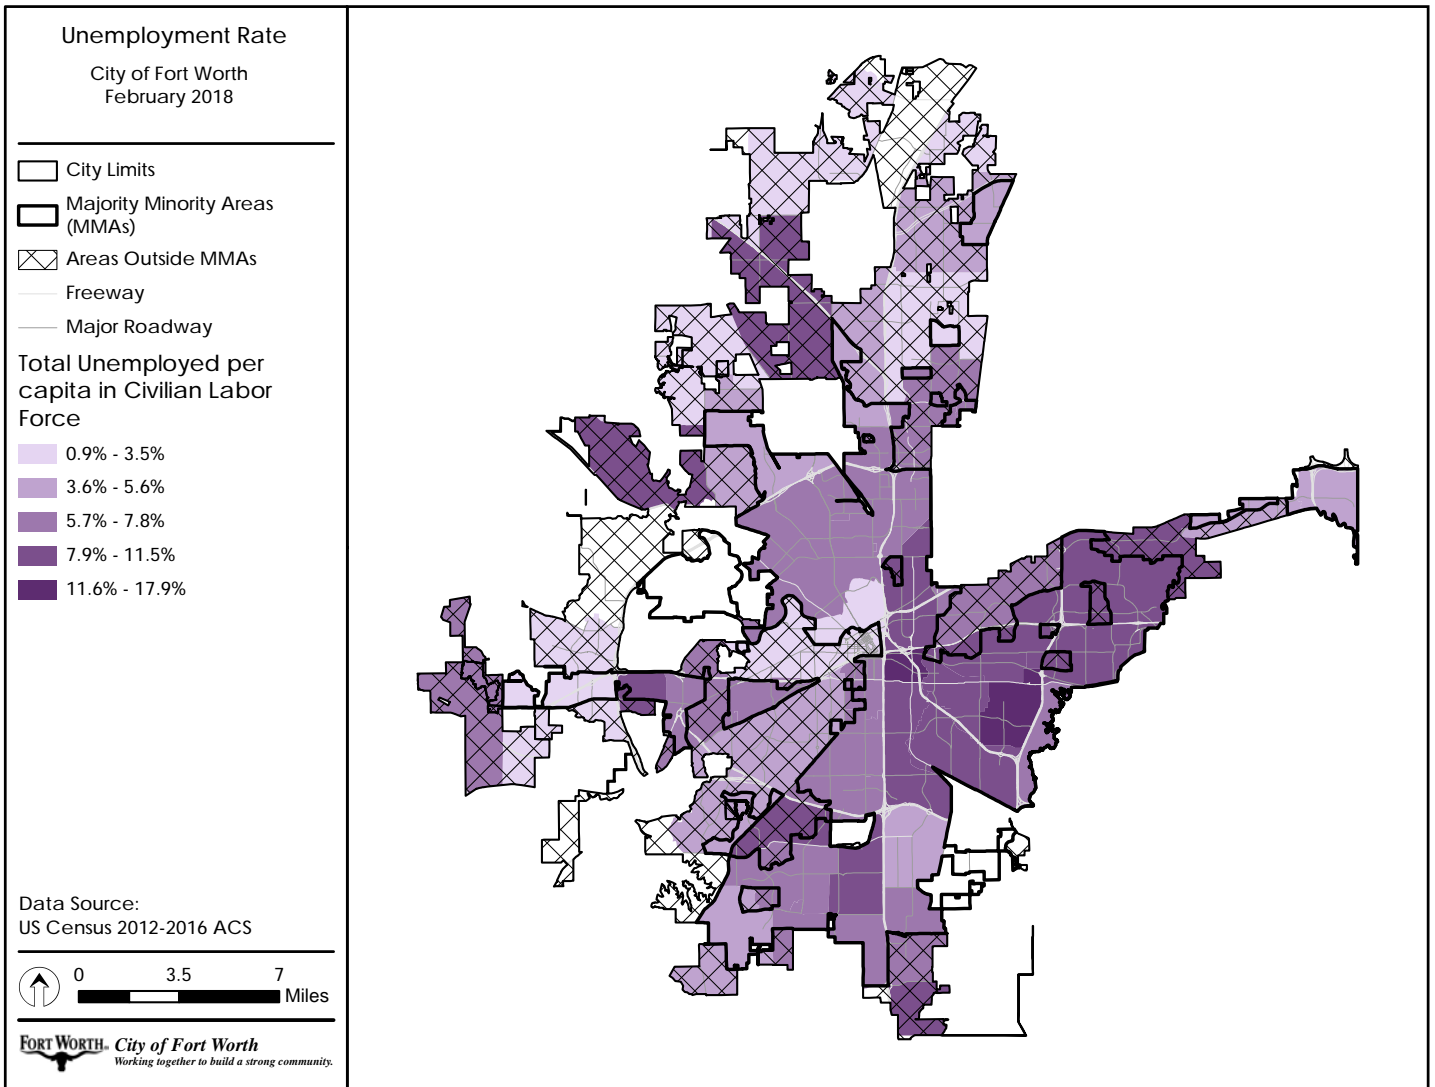 Unemployment Rate
City of Fort Worth
February 2018
City Limits
Majority Minority Areas
(MMAs)
Areas Outside MMAs
Freeway
Major Roadway
Total Unemployed per
capita in Civilian Labor
Force
0.9% - 3.5%
3.6% - 5.6%
5.7% - 7.8%
7.9% - 11.5%
11.6% - 17.9%
Data Source:
US Census 2012-2016 ACS
0 3.5 7
Miles
FORT WORTH®
City of Fort Worth
Working together to build a strong community.